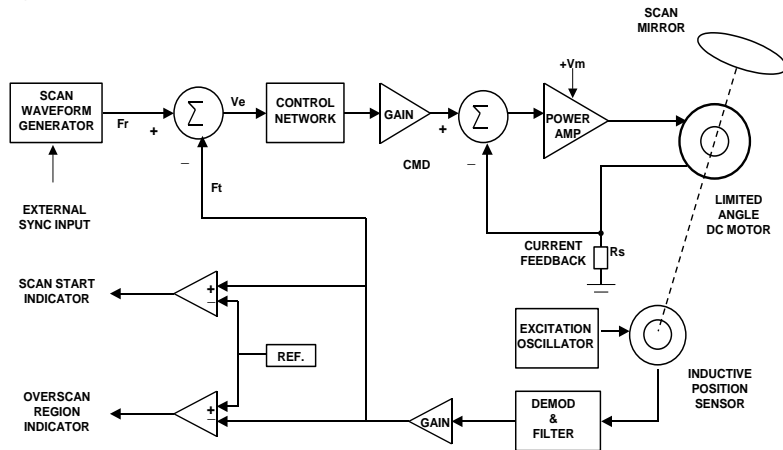 SCAN
MIRROR
+Vm
SCAN
WAVEFORM
GENERATOR
Fr
+
Σ
−
Ve
CONTROL
NETWORK
GAIN
+
Σ
−
CMD
POWER
AMP
Ft
EXTERNAL
SYNC INPUT
LIMITED
ANGLE
DC MOTOR
CURRENT
FEEDBACK
Rs
SCAN START
INDICATOR
+
−
REF.
EXCITATION
OSCILLATOR
INDUCTIVE
POSITION
SENSOR
OVERSCAN
REGION
INDICATOR
+
−
GAIN
DEMOD
&
FILTER